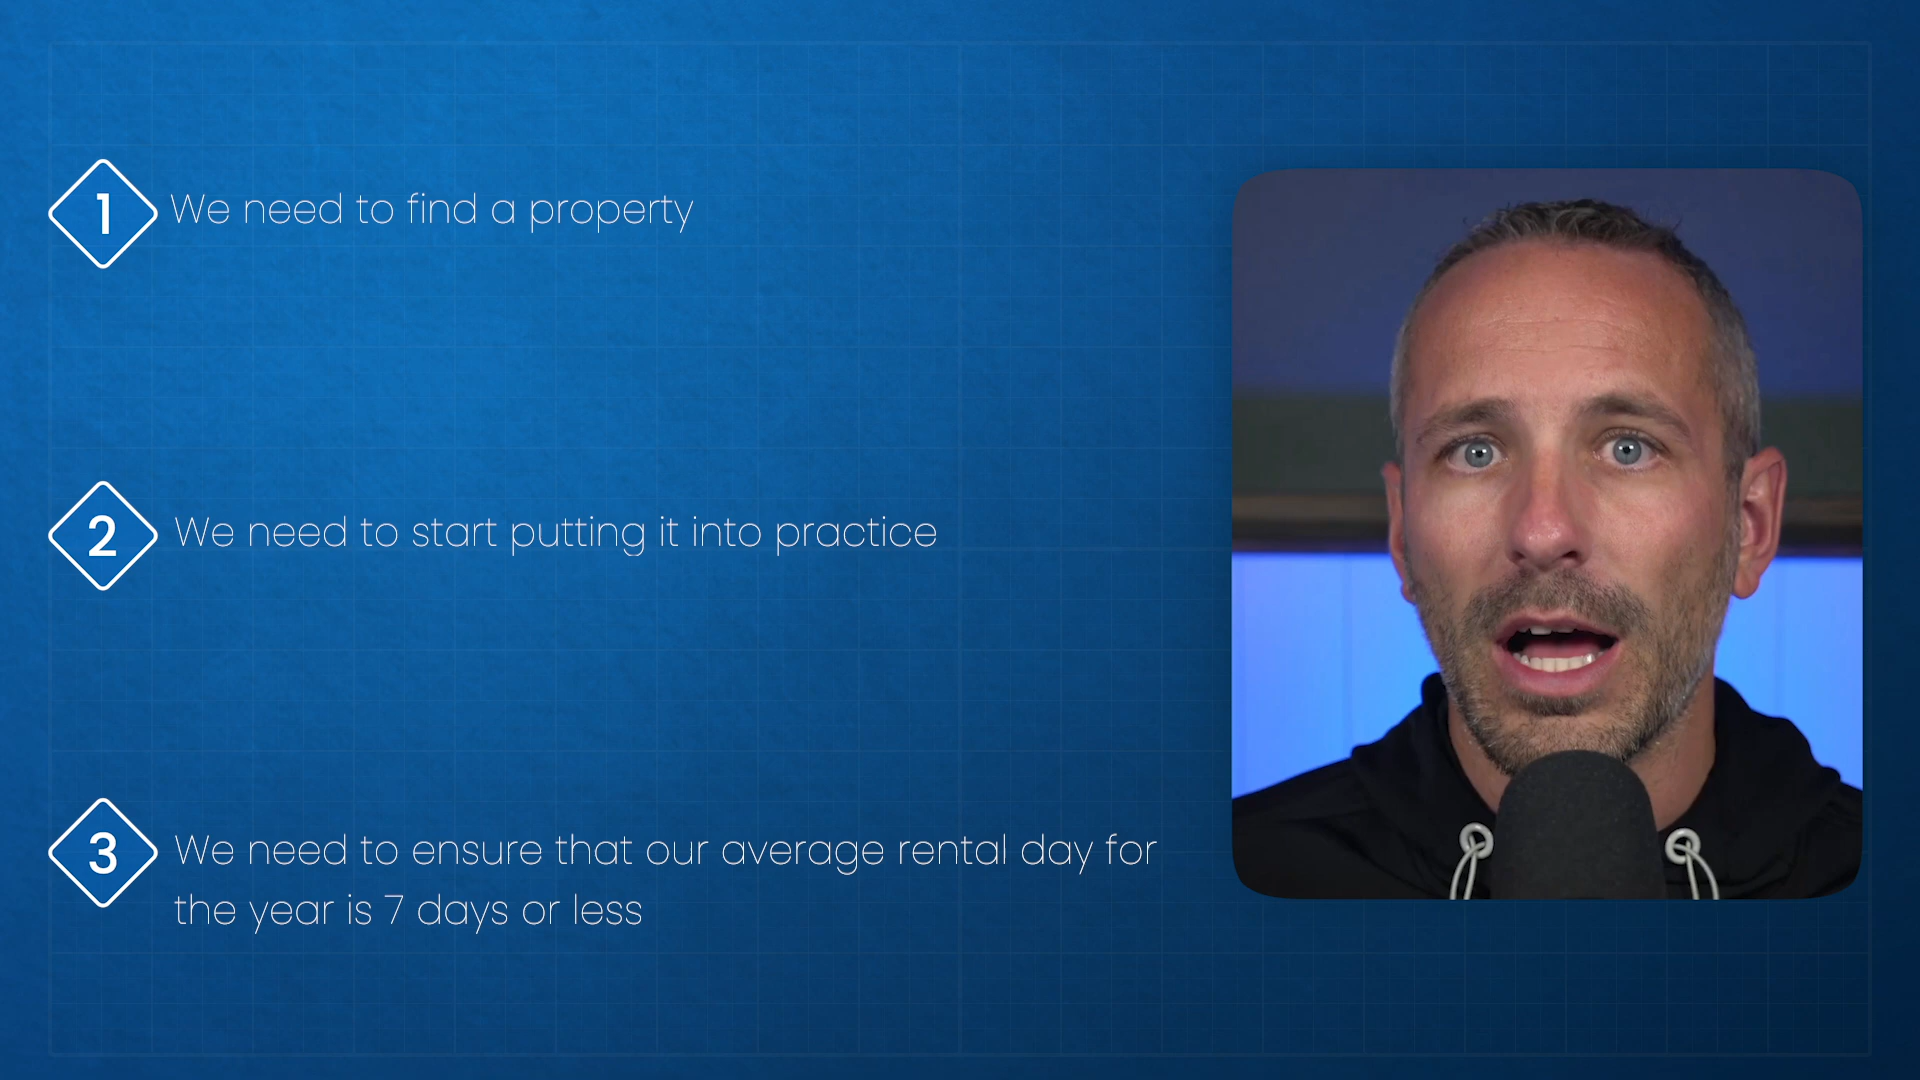 1 We need to find a property
2 We need to start putting it into practice
3 We need to ensure that our average rental day for
the year is 7 days or less